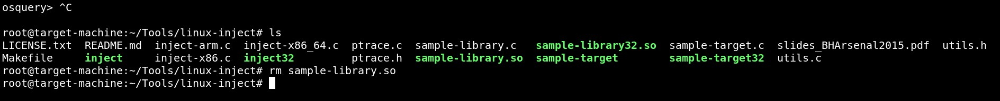 osquery> ^C
root@target-machine:~/Tools/linux-inject# ls
LICENSE.txt  README.md  inject-arm.c  inject-x86_64.c  ptrace.c  sample-library.c   sample-library32.so  sample-target.c  slides_BHArsenal2015.pdf  utils.h
Makefile     inject     inject-x86.c  inject32         ptrace.h  sample-library.so  sample-target        sample-target32  utils.c
root@target-machine:~/Tools/linux-inject# rm sample-library.so
root@target-machine:~/Tools/linux-inject#